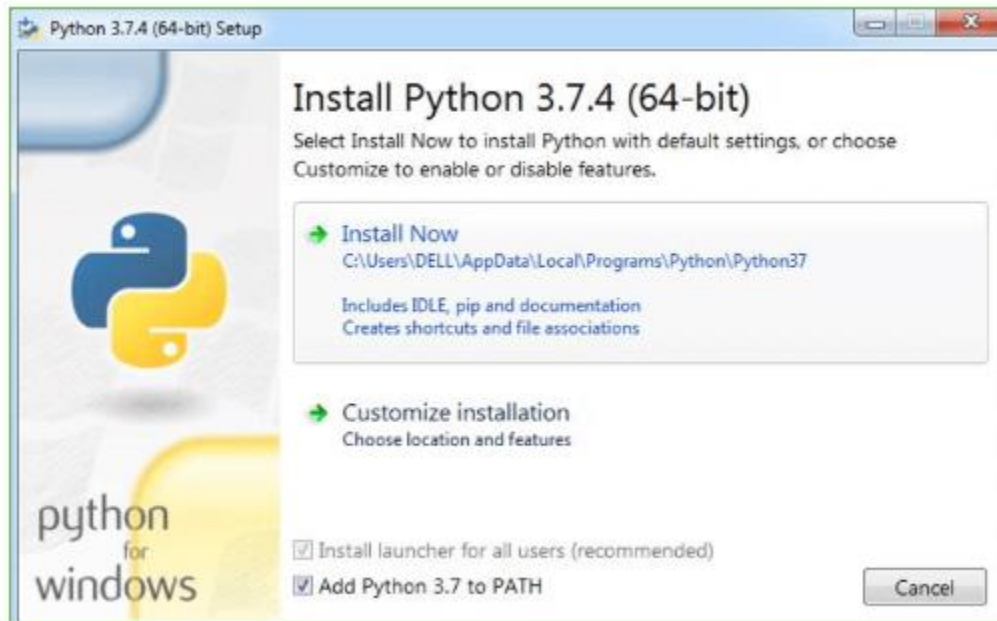 Python 3.7.4 (64-bit) Setup
Install Python 3.7.4 (64-bit)
Select Install Now to install Python with default settings, or choose
Customize to enable or disable features.
Install Now
C:\Users\DELL\AppData\Local\Programs\Python\Python37
Includes IDLE, pip and documentation
Creates shortcuts and file associations
Customize installation
Choose location and features
python
for
windows
Install launcher for all users (recommended)
Add Python 3.7 to PATH
Cancel